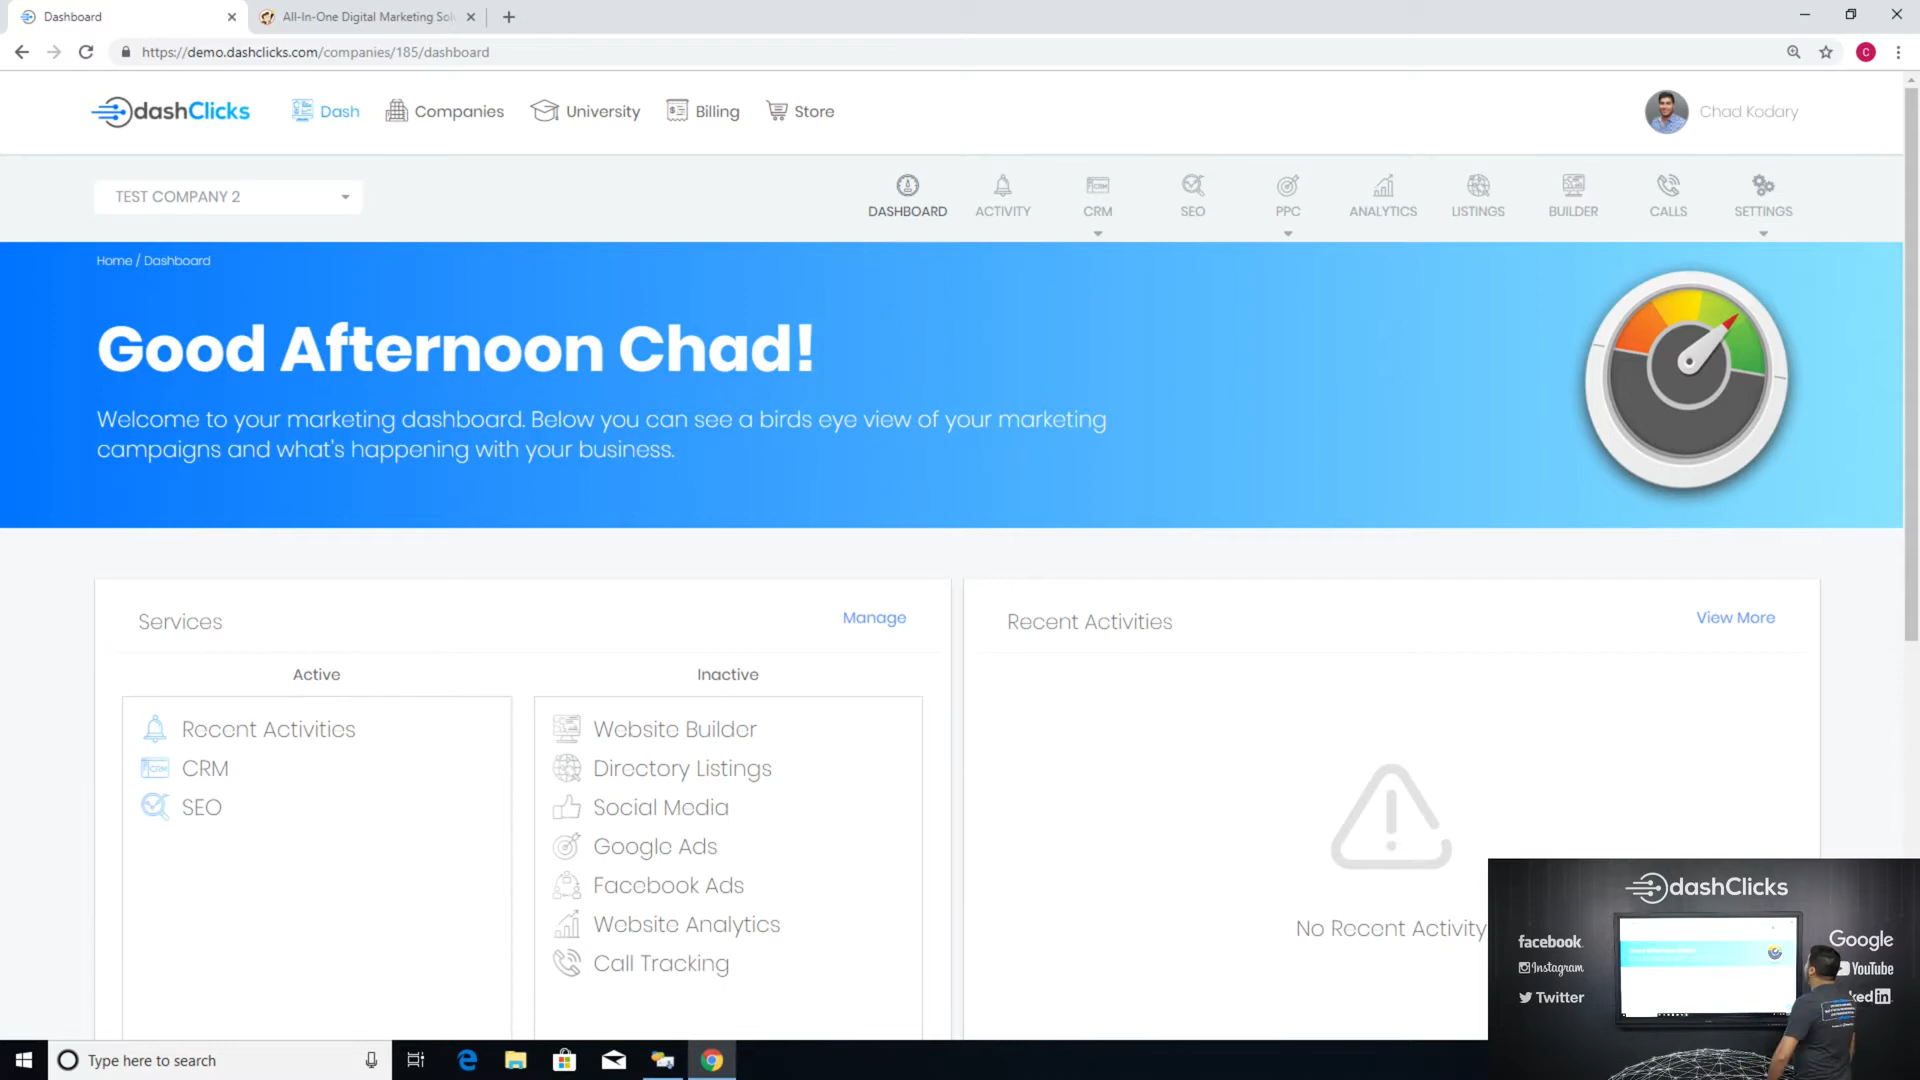 Dashboard
All-In-One Digital Marketing Sol
https://demo.dashclicks.com/companies/185/dashboard
C
dashClicks
Dash
Companies
University
Billing
Store
Chad Kodary
TEST COMPANY 2
DASHBOARD
ACTIVITY
CRM
SEO
PPC
ANALYTICS
LISTINGS
BUILDER
CALLS
SETTINGS
Home / Dashboard
Good Afternoon Chad!
Welcome to your marketing dashboard. Below you can see a birds eye view of your marketing
campaigns and what's happening with your business.
Services
Manage
Active
Recent Activities
CRM
SEO
Inactive
Website Builder
Directory Listings
Social Media
Google Ads
Facebook Ads
Website Analytics
Call Tracking
Recent Activities
View More
No Recent Activity
dashClicks
facebook
Instagram
Twitter
Google
YouTube
ked in
Type here to search